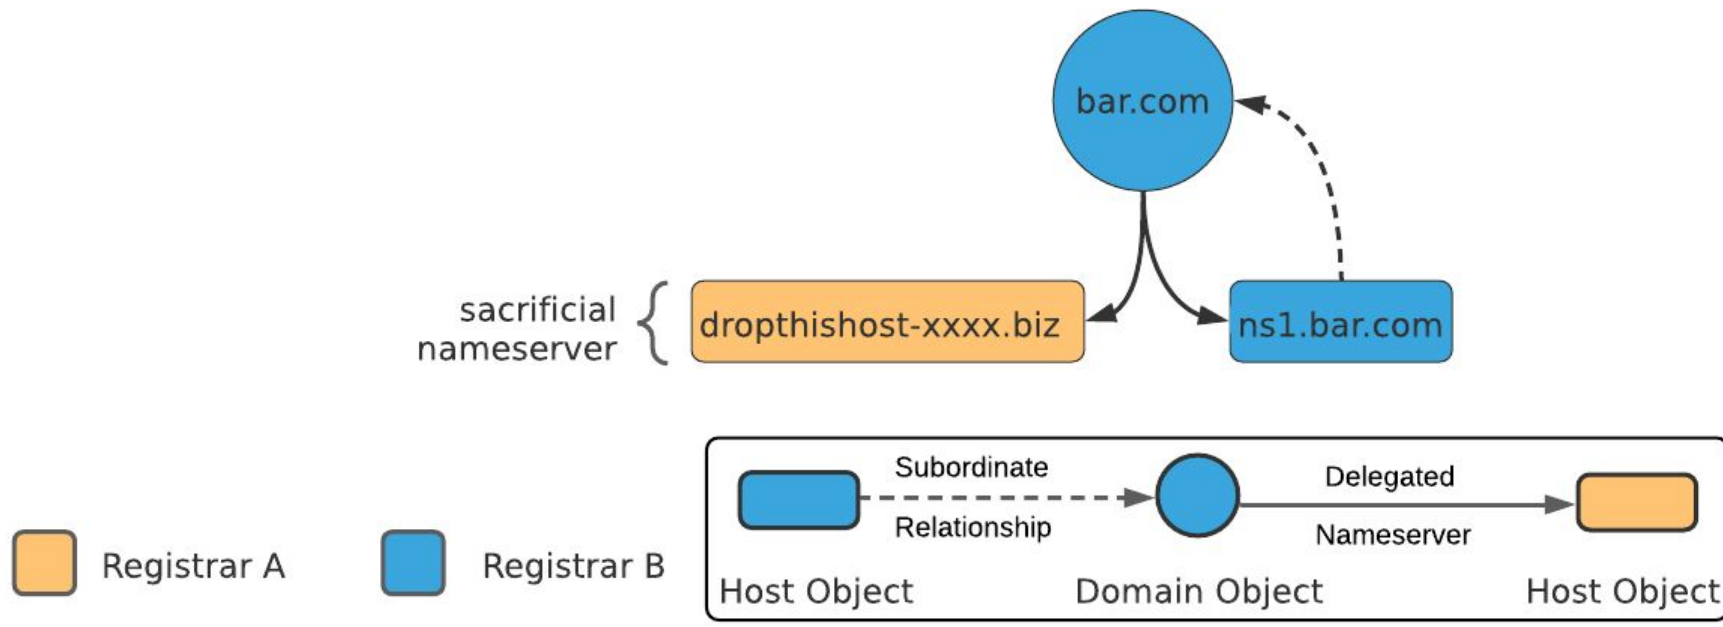 bar.com
sacrificial
nameserver
dropthishost-xxxx.biz
ns1.bar.com
Subordinate
Relationship
Delegated
Nameserver
Registrar A
Registrar B
Host Object
Domain Object
Host Object